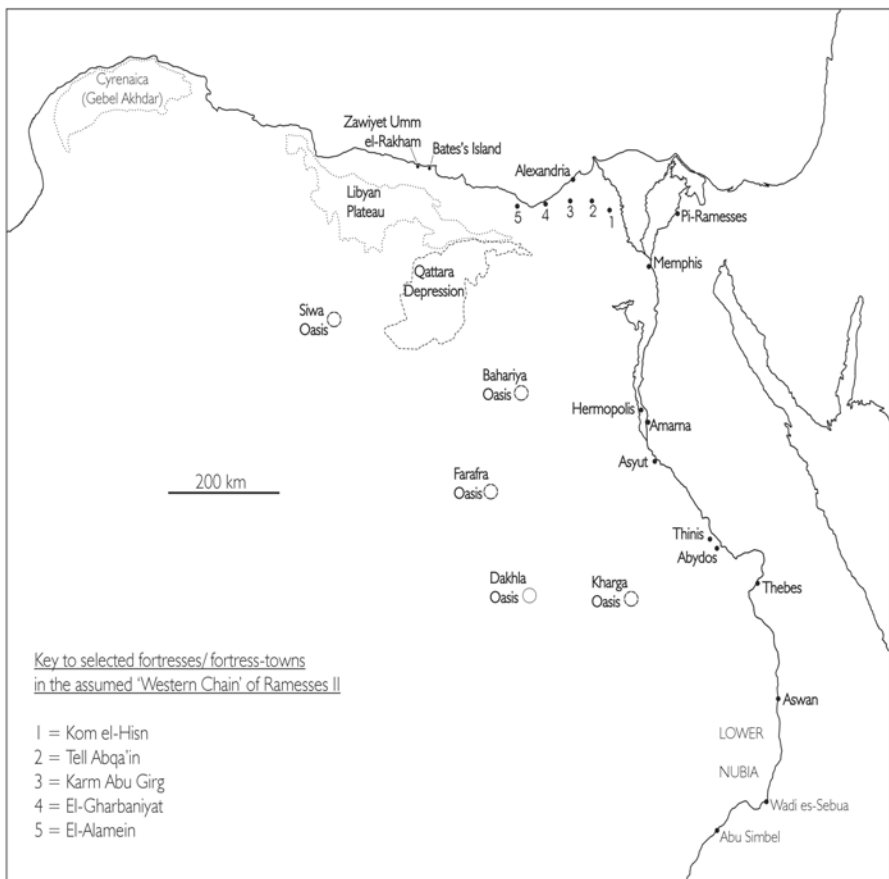 Cyrenaica
(Gebel Akhdar)
Zawiyet Umm
el-Rakham
Bates's Island
Alexandria
Libyan
Plateau
5
4
3
2
1
Pi-Ramesses
Memphis
Qattara
Depression
Siwa
Oasis
Bahariya
Oasis
Hermopolis
Amarna
Asyut
200 km
Farafra
Oasis
Thinis
Abydos
Dakhla
Oasis
Kharga
Oasis
Thebes
Key to selected fortresses/ fortress-towns
in the assumed 'Western Chain' of Ramesses II
1 = Kom el-Hisn
2 = Tell Abqa'in
3 = Karm Abu Girg
4 = El-Gharbaniyat
5 = El-Alamein
Aswan
LOWER
NUBIA
Wadi es-Sebua
Abu Simbel